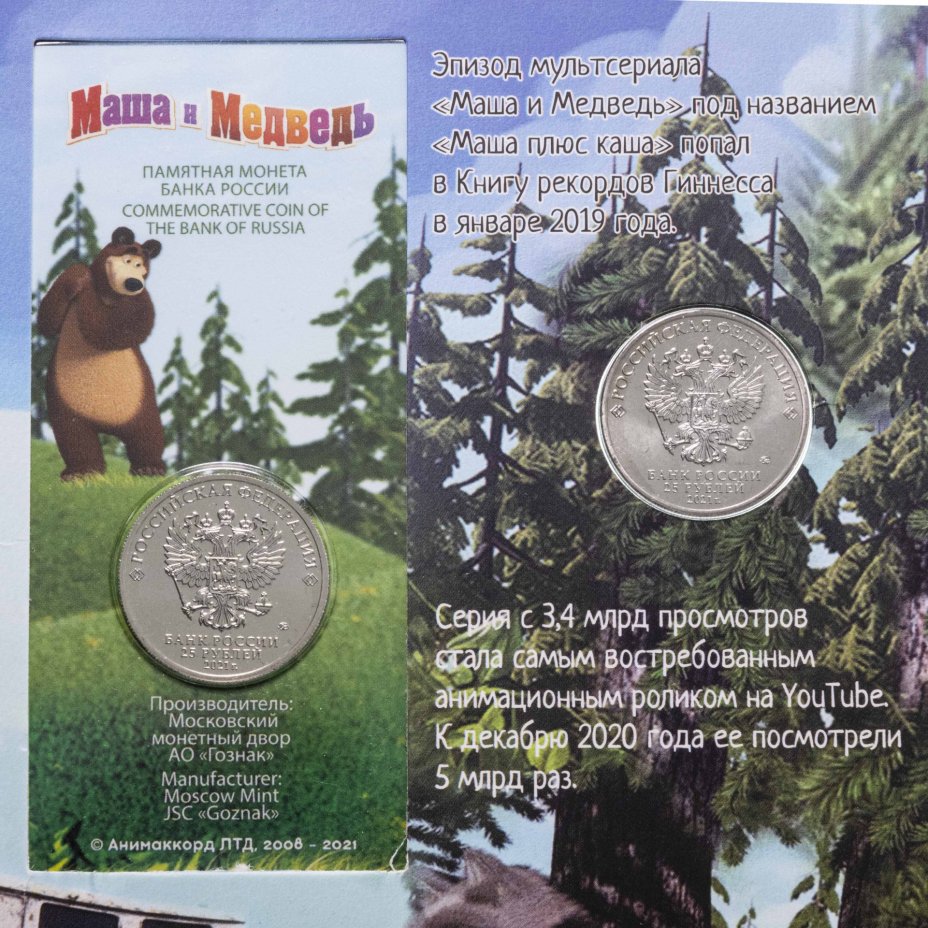 Маша и Медведь
ПАМЯТНАЯ МОНЕТА
БАНКА РОССИИ
COMMEMORATIVE COIN OF
THE BANK OF RUSSIA
РОССИЙСКАЯ ФЕДЕРАЦИЯ
БАНК РОССИИ
25 РУБЛЕЙ
2021 г.
Производитель:
Московский
монетный двор
АО «Гознак»
Manufacturer:
Moscow Mint
JSC «Goznak»
© Анимаккорд ЛТД, 2008 – 2021
Эпизод мультсериала
«Маша и Медведь» под названием
«Маша плюс каша» попал
в Книгу рекордов Гиннесса
в январе 2019 года.
РОССИЙСКАЯ ФЕДЕРАЦИЯ
БАНК РОССИИ
25 РУБЛЕЙ
2021 г.
Серия с 3,4 млрд просмотров
стала самым востребованным
анимационным роликом на YouTube.
К декабрю 2020 года ее посмотрели
5 млрд раз.